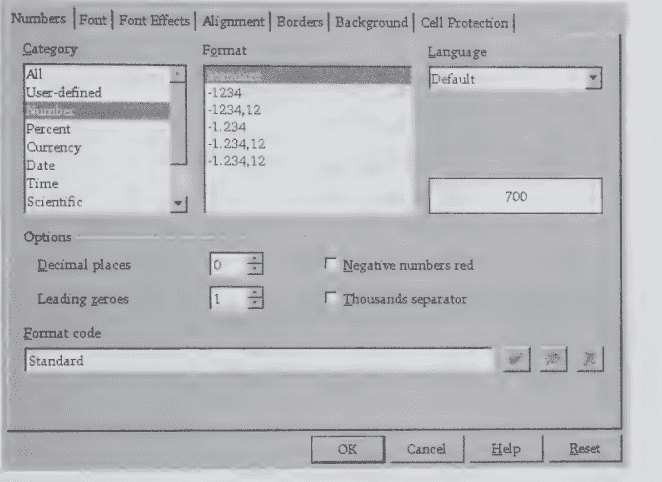 Numbers Font Font Effects Alignment Borders Background Cell Protection
Category
All
User-defined
Number
Percent
Currency
Date
Time
Scientific
Format
Standard
-1234
-1234,12
-1.234
-1.234,12
-1.234,12
Language
Default
700
Options
Decimal places 0
Negative numbers red
Leading zeroes 1
Thousands separator
Format code
Standard
OK Cancel Help Reset